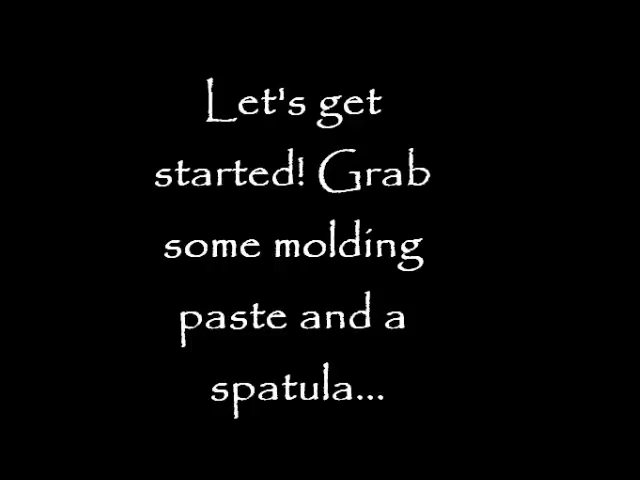 Let's get
started! Grab
some molding
paste and a
spatula...